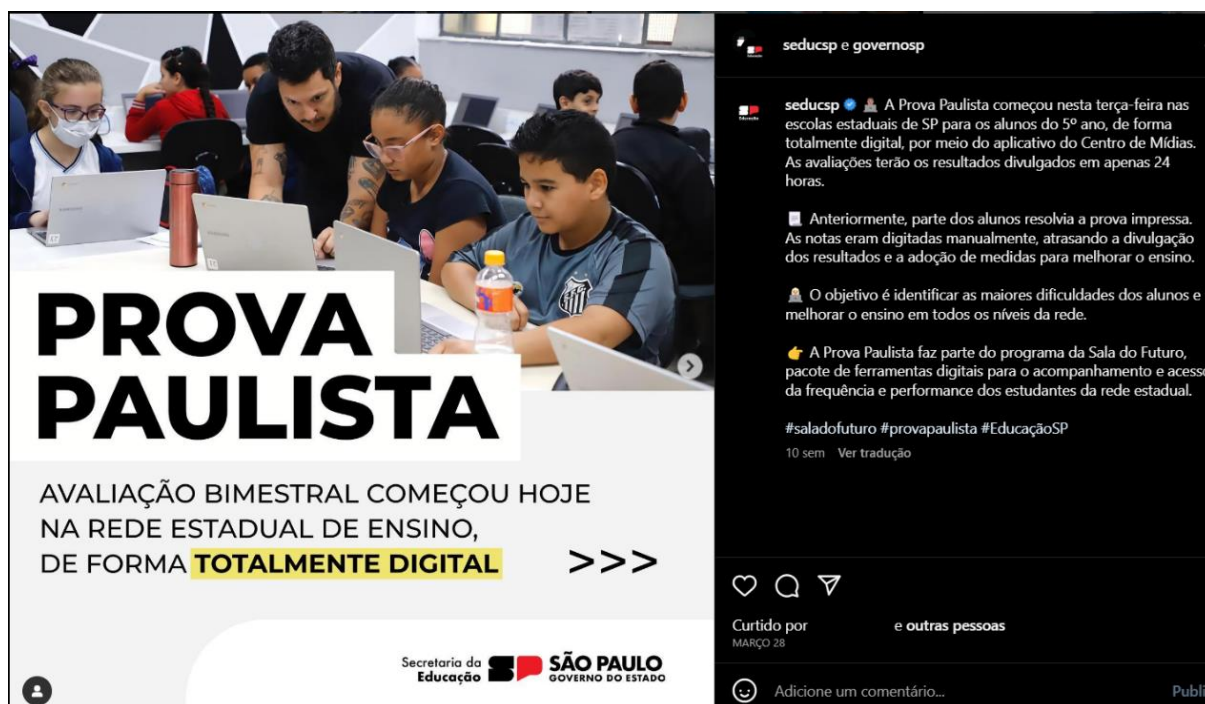 PROVA
PAULISTA
AVALIAÇÃO BIMESTRAL COMEÇOU HOJE
NA REDE ESTADUAL DE ENSINO,
DE FORMA TOTALMENTE DIGITAL >>>
Secretaria da
Educação
SÃO PAULO
GOVERNO DO ESTADO
seducsp e governosp
seducsp A Prova Paulista começou nesta terça-feira nas
escolas estaduais de SP para os alunos do 5º ano, de forma
totalmente digital, por meio do aplicativo do Centro de Mídias.
As avaliações terão os resultados divulgados em apenas 24
horas.
Anteriormente, parte dos alunos resolvia a prova impressa.
As notas eram digitadas manualmente, atrasando a divulgação
dos resultados e a adoção de medidas para melhorar o ensino.
O objetivo é identificar as maiores dificuldades dos alunos e
melhorar o ensino em todos os níveis da rede.
A Prova Paulista faz parte do programa da Sala do Futuro,
pacote de ferramentas digitais para o acompanhamento e acesso
da frequência e performance dos estudantes da rede estadual.
#saladofuturo #provapaulista #EducaçãoSP
10 sem Ver tradução
Curtido por e outras pessoas
MARÇO 28
Adicione um comentário... Publi